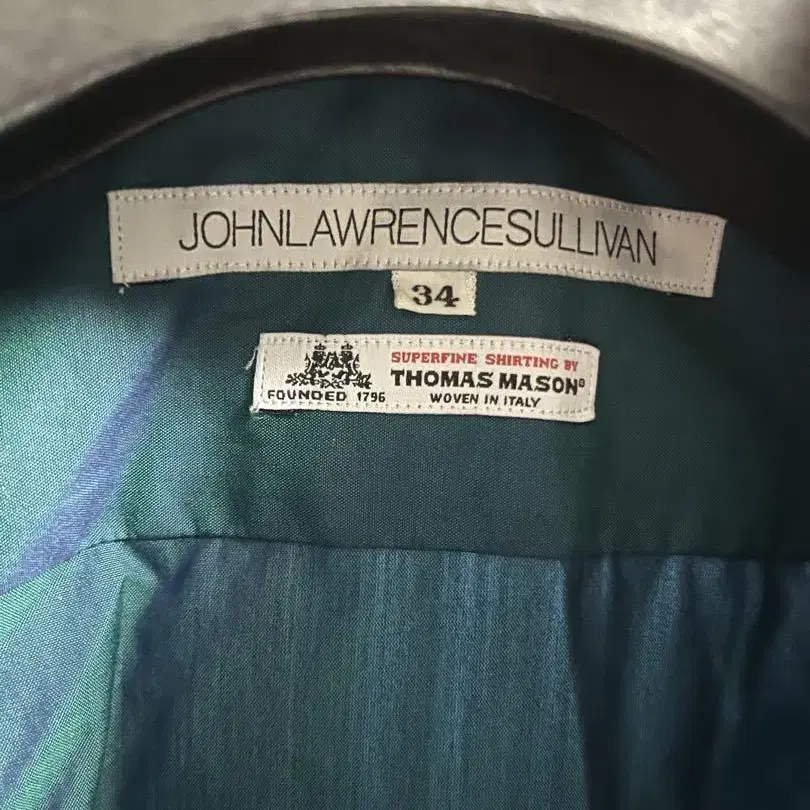 JOHNLAWRENCESULLIVAN
34
SUPERFINE SHIRTING BY
THOMAS MASON®
FOUNDED 1796
WOVEN IN ITALY